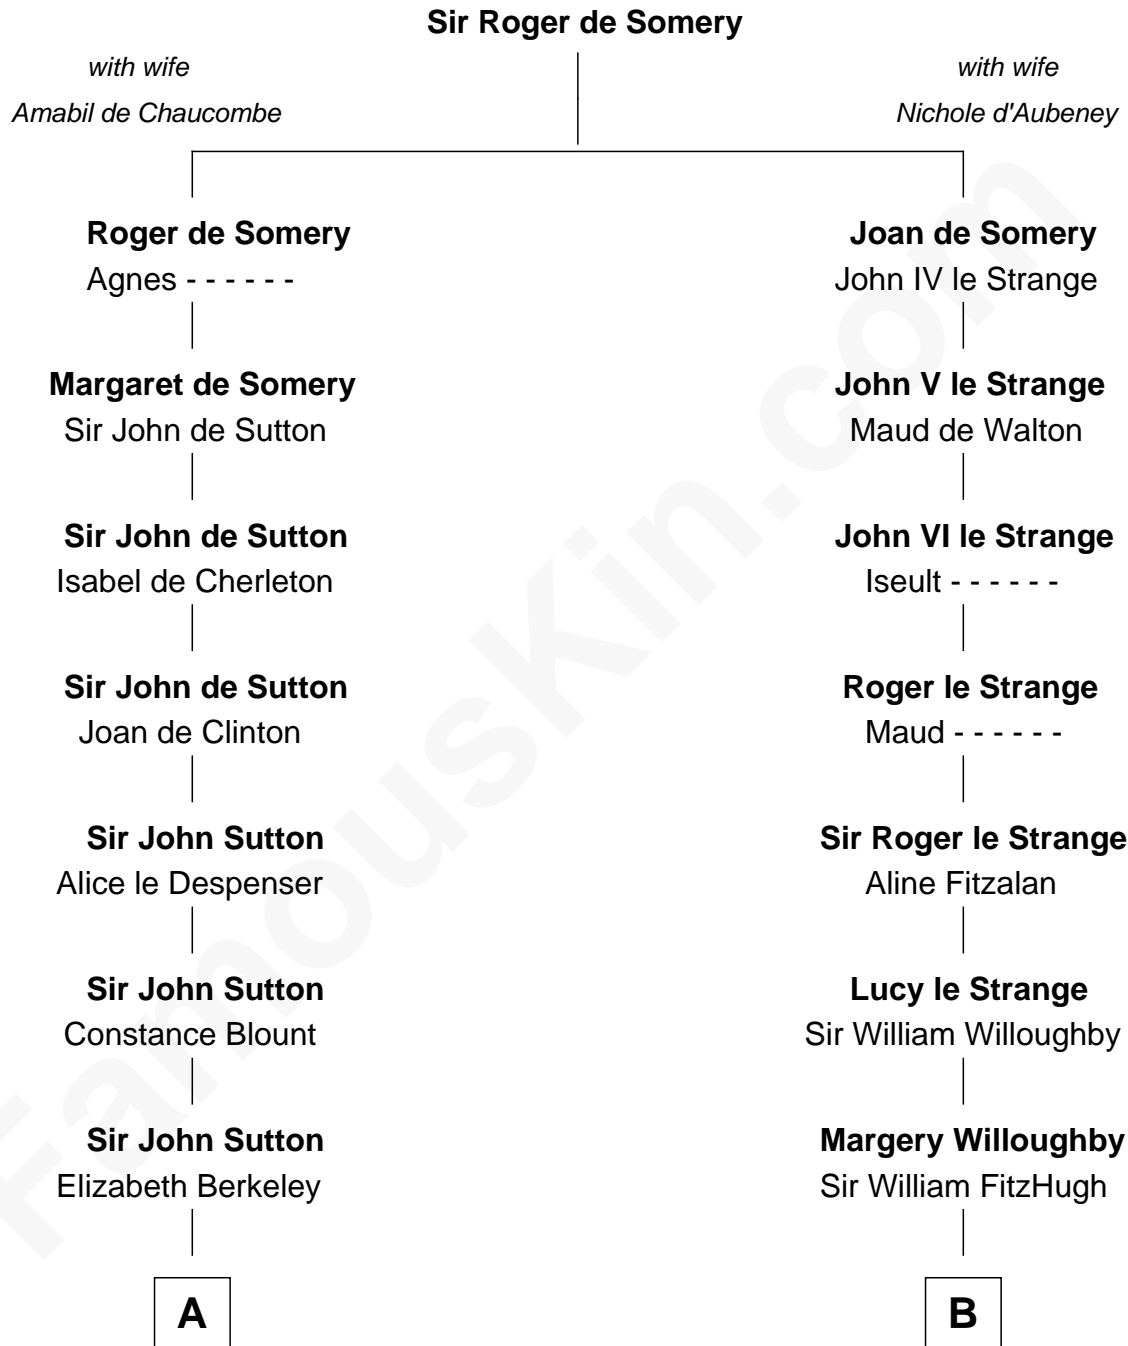 Sir Roger de Somery
with wife
Amabil de Chaucombe
with wife
Nichole d'Aubeney
Roger de Somery
Agnes - - - - - -
Joan de Somery
John IV le Strange
Margaret de Somery
Sir John de Sutton
John V le Strange
Maud de Walton
Sir John de Sutton
Isabel de Cherleton
John VI le Strange
Iseult - - - - - -
Sir John de Sutton
Joan de Clinton
Roger le Strange
Maud - - - - - -
Sir John Sutton
Alice le Despenser
Sir Roger le Strange
Aline Fitzalan
Sir John Sutton
Constance Blount
Lucy le Strange
Sir William Willoughby
Sir John Sutton
Elizabeth Berkeley
Margery Willoughby
Sir William FitzHugh
A
B
FamousKin.com